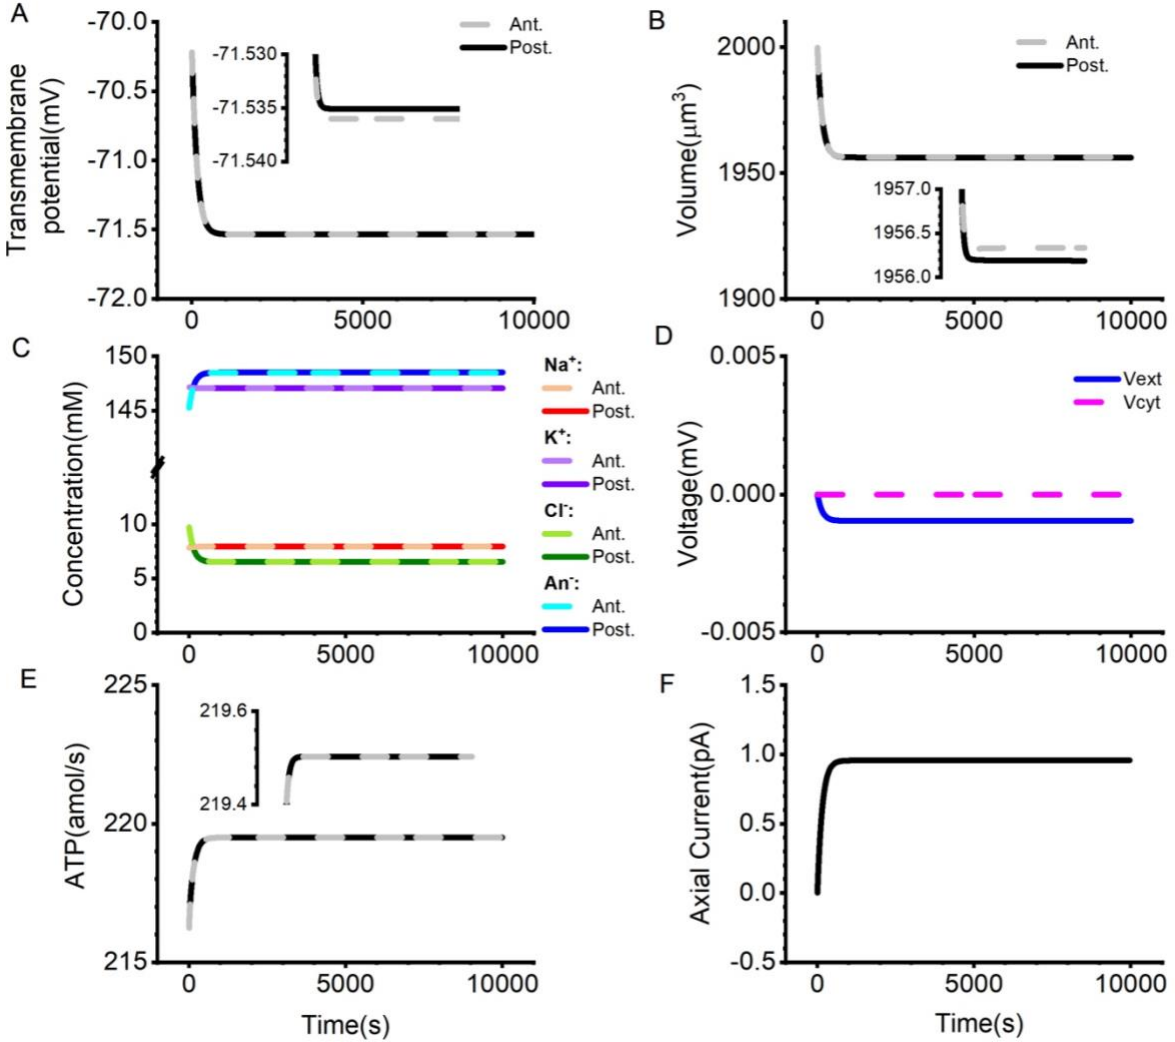 A
Transmembrane
potential(mV)
-70.0
-70.5
-71.0
-71.5
-72.0
Ant.
Post.
-71.530
-71.535
-71.540
0
5000
10000
B
Volume(μm³)
2000
1950
1900
Ant.
Post.
1957.0
1956.5
1956.0
0
5000
10000
C
Concentration(mM)
150
145
10
5
0
0
5000
10000
Na⁺:
Ant.
Post.
K⁺:
Ant.
Post.
Cl⁻:
Ant.
Post.
An⁻:
Ant.
Post.
D
Voltage(mV)
0.005
0.000
-0.005
Vext
Vcyt
0
5000
10000
E
ATP(amol/s)
225
220
215
219.6
219.4
0
5000
10000
Time(s)
F
Axial Current(pA)
1.5
1.0
0.5
0.0
-0.5
0
5000
10000
Time(s)